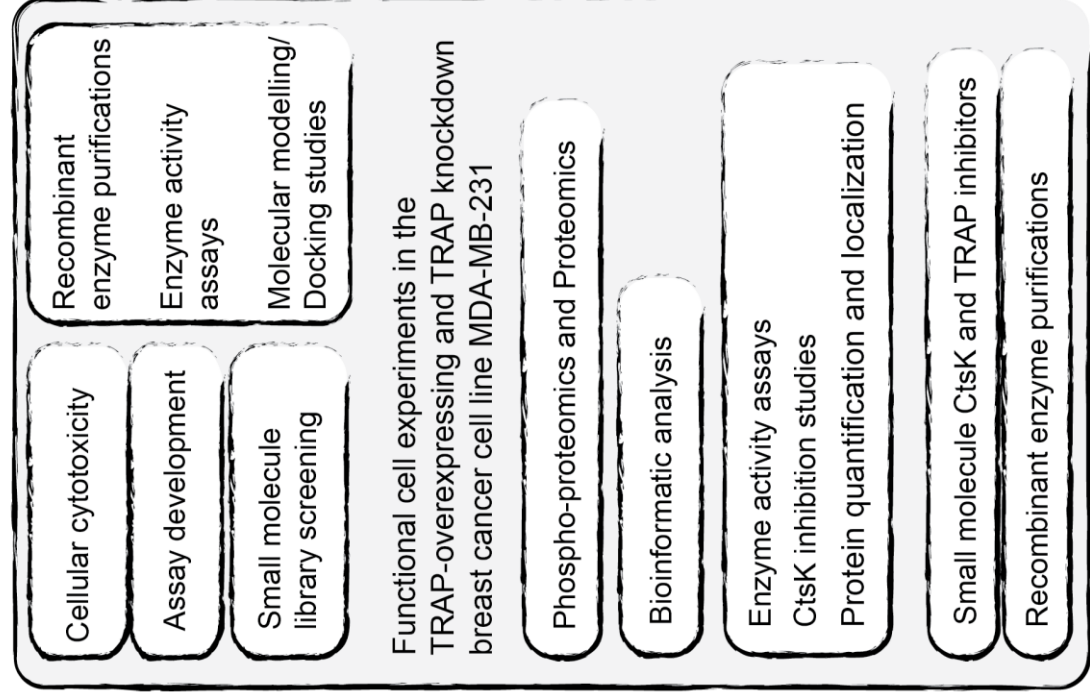 Cellular cytotoxicity
Assay development
Small molecule
library screening
Recombinant
enzyme purifications
Enzyme activity
assays
Molecular modelling/
Docking studies
Functional cell experiments in the
TRAP-overexpressing and TRAP knockdown
breast cancer cell line MDA-MB-231
Phospho-proteomics and Proteomics
Bioinformatic analysis
Enzyme activity assays
CtsK inhibition studies
Protein quantification and localization
Small molecule CtsK and TRAP inhibitors
Recombinant enzyme purifications